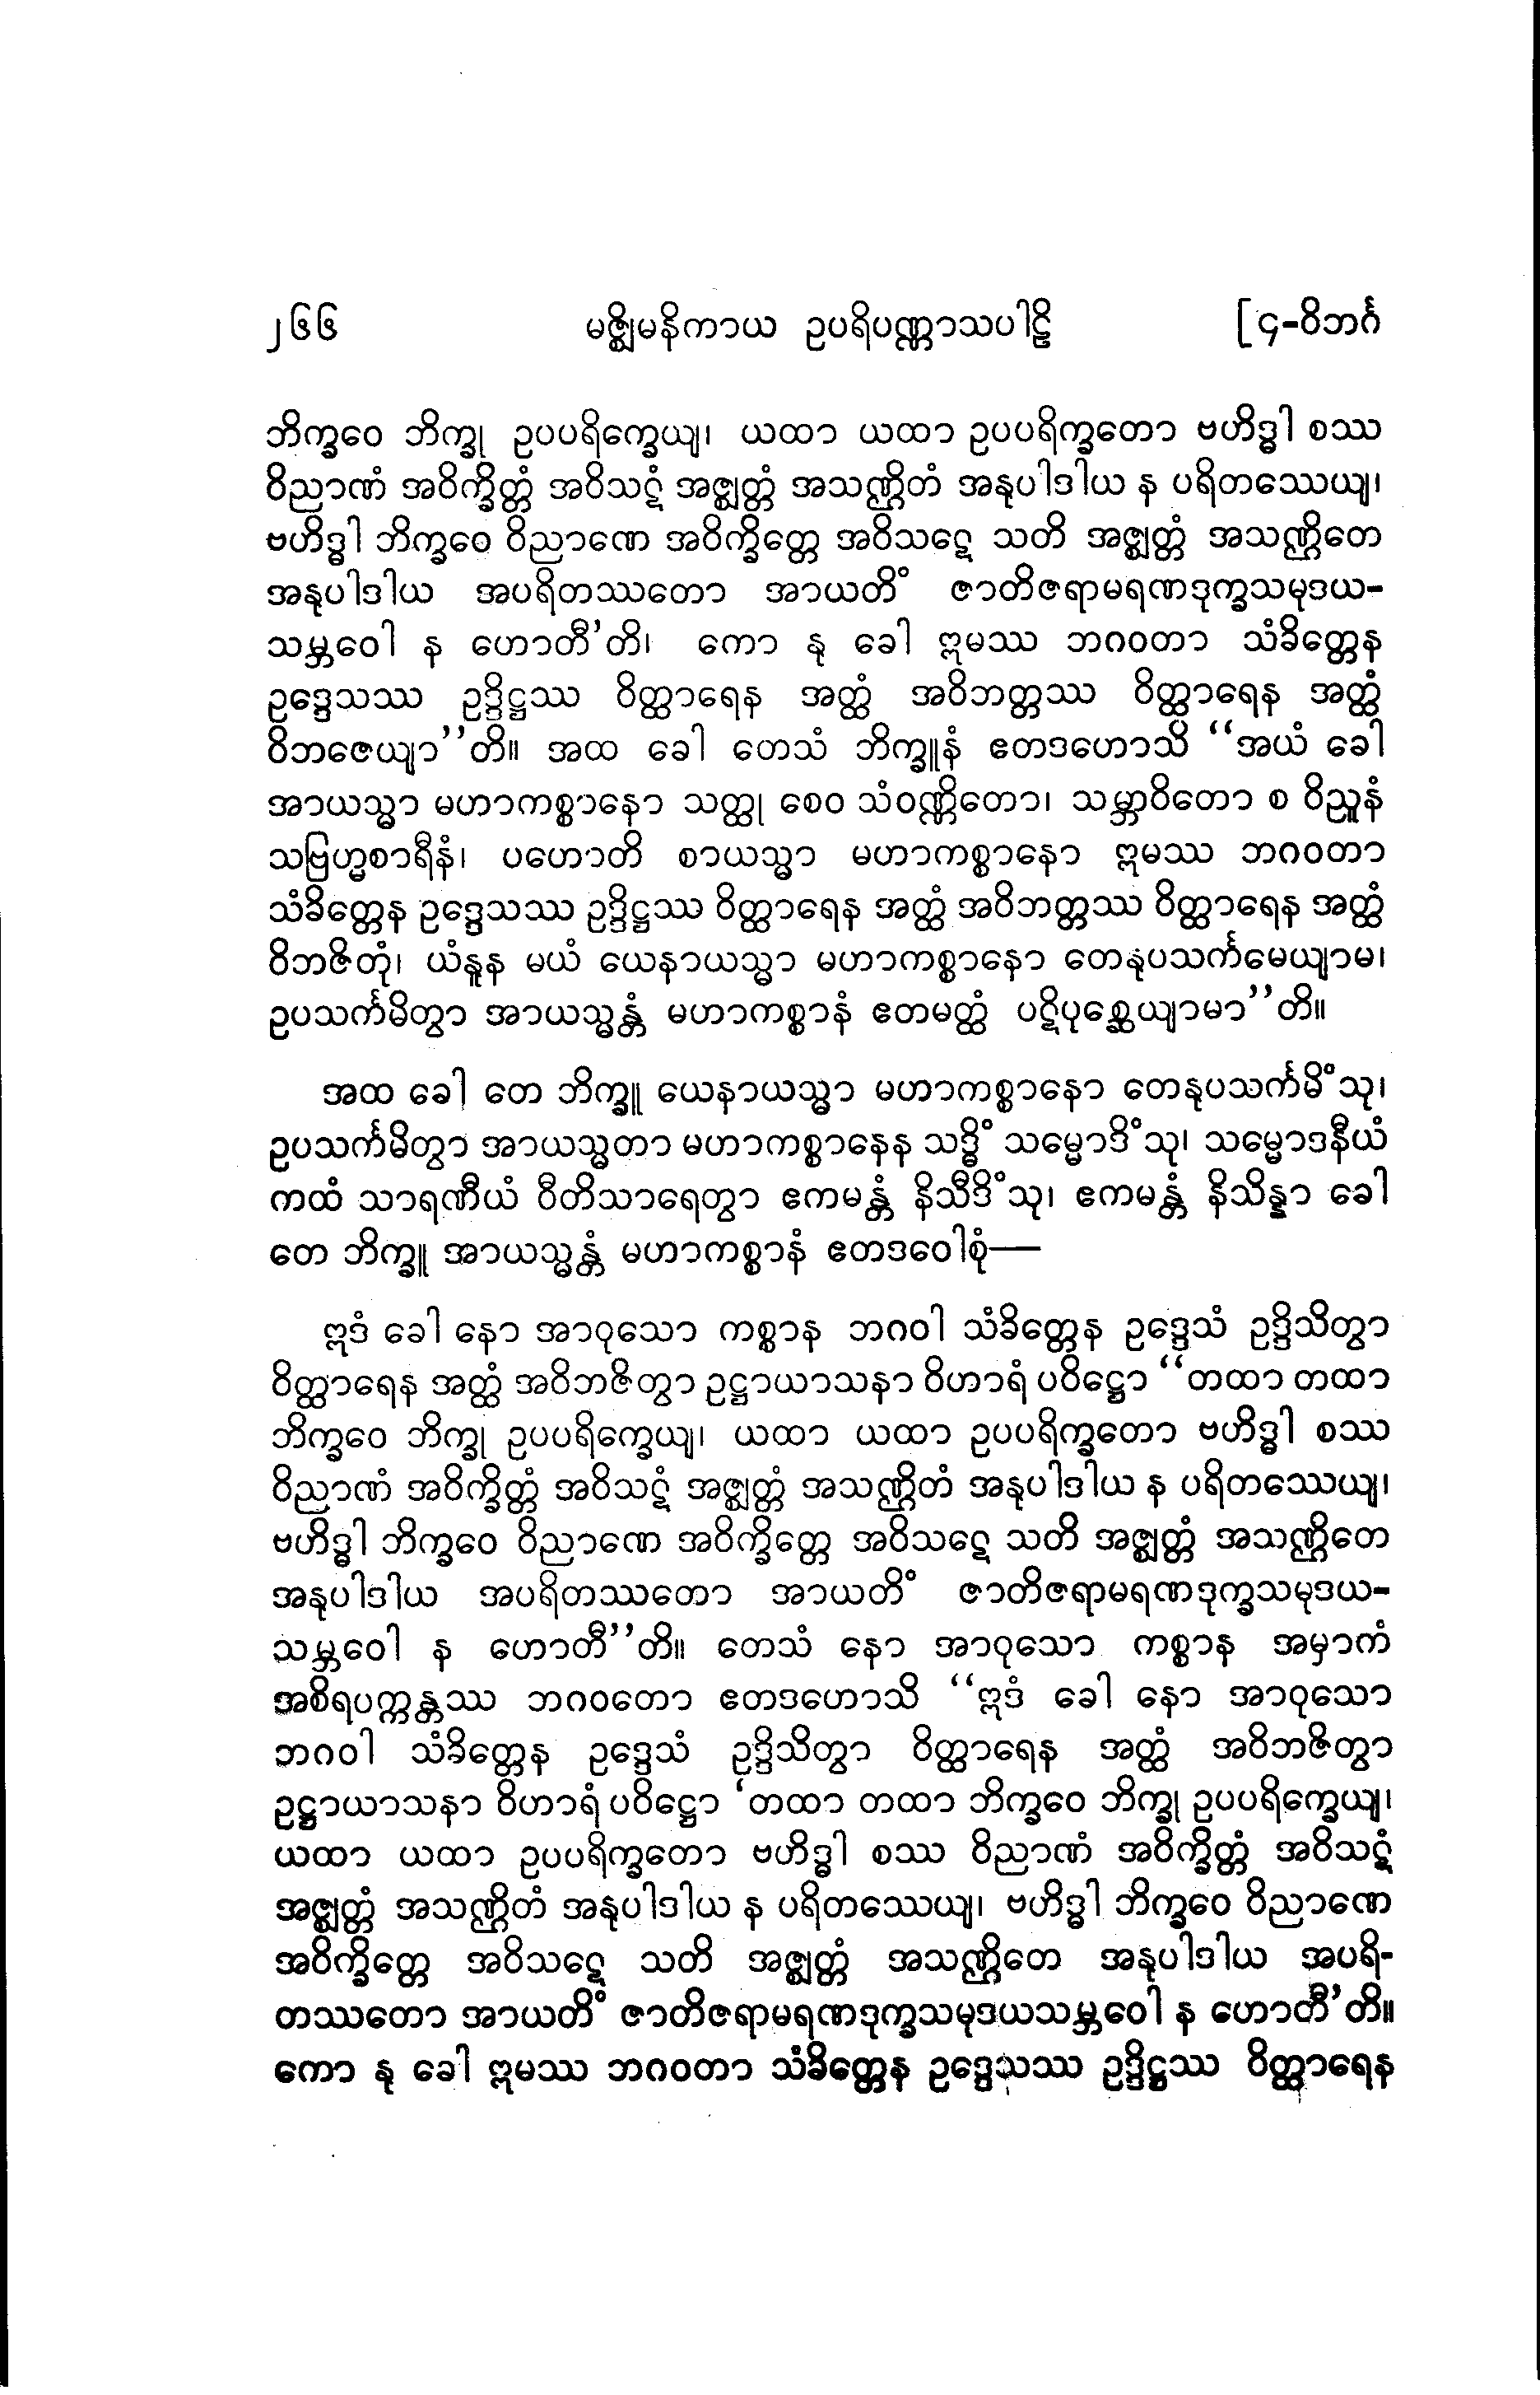 ၂၆၆ မဇ္ဈိမနိကာယ ဥပရိပဏ္ဏာသပါဠိ [၄-ဝိဘင်္ဂ
ဘိက္ခဝေ ဘိက္ခု ဥပပရိက္ခေယျ၊ ယထာ ယထာ ဥပပရိက္ခတော ဗဟိဒ္ဓါ စဿ
ဝိညာဏံ အဝိက္ခိတ္တံ အဝိသဋံ အဇ္ဈတ္တံ အသဏ္ဌိတံ အနုပါဒါယ န ပရိတဿေယျ၊
ဗဟိဒ္ဓါ ဘိက္ခဝေ ဝိညာဏေ အဝိက္ခိတ္တေ အဝိသဋေ သတိ အဇ္ဈတ္တံ အသဏ္ဌိတေ
အနုပါဒါယ အပရိတဿတော အာယတိံ ဇာတိဇရာမရဏဒုက္ခသမုဒယ-
သမ္ဘဝေါ န ဟောတီ’တိ၊ ကော နု ခေါ ဣမဿ ဘဂဝတာ သံခိတ္တေန
ဥဒ္ဒေသဿ ဥဒ္ဒိဋ္ဌဿ ဝိတ္ထာရေန အတ္ထံ အဝိဘတ္တဿ ဝိတ္ထာရေန အတ္ထံ
ဝိဘဇေယျာ’’တိ။ အထ ခေါ တေသံ ဘိက္ခူနံ ဧတဒဟောသိ ‘‘အယံ ခေါ
အာယသ္မာ မဟာကစ္စာနော သတ္ထု စေဝ သံဝဏ္ဏိတော၊ သမ္ဘာဝိတော စ ဝိညူနံ
သဗြဟ္မစာရီနံ၊ ပဟောတိ စာယသ္မာ မဟာကစ္စာနော ဣမဿ ဘဂဝတာ
သံခိတ္တေန ဥဒ္ဒေသဿ ဥဒ္ဒိဋ္ဌဿ ဝိတ္ထာရေန အတ္ထံ အဝိဘတ္တဿ ဝိတ္ထာရေန အတ္ထံ
ဝိဘဇိတုံ၊ ယံနူန မယံ ယေနာယသ္မာ မဟာကစ္စာနော တေနုပသင်္ကမေယျာမ၊
ဥပသင်္ကမိတွာ အာယသ္မန္တံ မဟာကစ္စာနံ ဧတမတ္ထံ ပဋိပုစ္ဆေယျာမာ’’တိ။
အထ ခေါ တေ ဘိက္ခူ ယေနာယသ္မာ မဟာကစ္စာနော တေနုပသင်္ကမိံသု၊
ဥပသင်္ကမိတွာ အာယသ္မတာ မဟာကစ္စာနေန သဒ္ဓိံ သမ္မောဒိံသု၊ သမ္မောဒနီယံ
ကထံ သာရဏီယံ ဝီတိသာရေတွာ ဧကမန္တံ နိသီဒိံသု၊ ဧကမန္တံ နိသိန္နာ ခေါ
တေ ဘိက္ခူ အာယသ္မန္တံ မဟာကစ္စာနံ ဧတဒဝေါစုံ—
ဣဒံ ခေါ နော အာဝုသော ကစ္စာန ဘဂဝါ သံခိတ္တေန ဥဒ္ဒေသံ ဥဒ္ဒိသိတွာ
ဝိတ္ထာရေန အတ္ထံ အဝိဘဇိတွာ ဥဋ္ဌာယာသနာ ဝိဟာရံ ပဝိဋ္ဌော ‘‘တထာ တထာ
ဘိက္ခဝေ ဘိက္ခု ဥပပရိက္ခေယျ၊ ယထာ ယထာ ဥပပရိက္ခတော ဗဟိဒ္ဓါ စဿ
ဝိညာဏံ အဝိက္ခိတ္တံ အဝိသဋံ အဇ္ဈတ္တံ အသဏ္ဌိတံ အနုပါဒါယ န ပရိတဿေယျ၊
ဗဟိဒ္ဓါ ဘိက္ခဝေ ဝိညာဏေ အဝိက္ခိတ္တေ အဝိသဋေ သတိ အဇ္ဈတ္တံ အသဏ္ဌိတေ
အနုပါဒါယ အပရိတဿတော အာယတိံ ဇာတိဇရာမရဏဒုက္ခသမုဒယ-
သမ္ဘဝေါ န ဟောတီ’’တိ။ တေသံ နော အာဝုသော ကစ္စာန အမှာကံ
အစိရပက္ကန္တဿ ဘဂဝတော ဧတဒဟောသိ ‘‘ဣဒံ ခေါ နော အာဝုသော
ဘဂဝါ သံခိတ္တေန ဥဒ္ဒေသံ ဥဒ္ဒိသိတွာ ဝိတ္ထာရေန အတ္ထံ အဝိဘဇိတွာ
ဥဋ္ဌာယာသနာ ဝိဟာရံ ပဝိဋ္ဌော ‘တထာ တထာ ဘိက္ခဝေ ဘိက္ခု ဥပပရိက္ခေယျ၊
ယထာ ယထာ ဥပပရိက္ခတော ဗဟိဒ္ဓါ စဿ ဝိညာဏံ အဝိက္ခိတ္တံ အဝိသဋံ
အဇ္ဈတ္တံ အသဏ္ဌိတံ အနုပါဒါယ န ပရိတဿေယျ၊ ဗဟိဒ္ဓါ ဘိက္ခဝေ ဝိညာဏေ
အဝိက္ခိတ္တေ အဝိသဋေ သတိ အဇ္ဈတ္တံ အသဏ္ဌိတေ အနုပါဒါယ အပရိ-
တဿတော အာယတိံ ဇာတိဇရာမရဏဒုက္ခသမုဒယသမ္ဘဝေါ န ဟောတီ’တိ။
ကော နု ခေါ ဣမဿ ဘဂဝတာ သံခိတ္တေန ဥဒ္ဒေသဿ ဥဒ္ဒိဋ္ဌဿ ဝိတ္ထာရေန